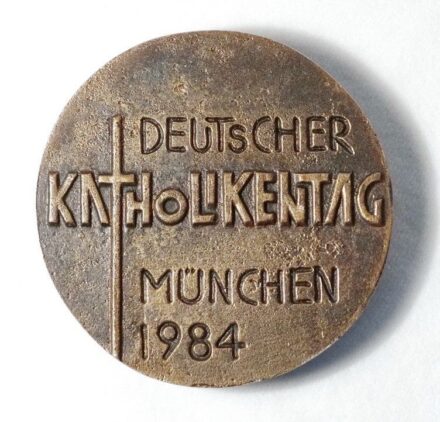 DEUTSCHER
KATHOLIKENTAG
MÜNCHEN
1984